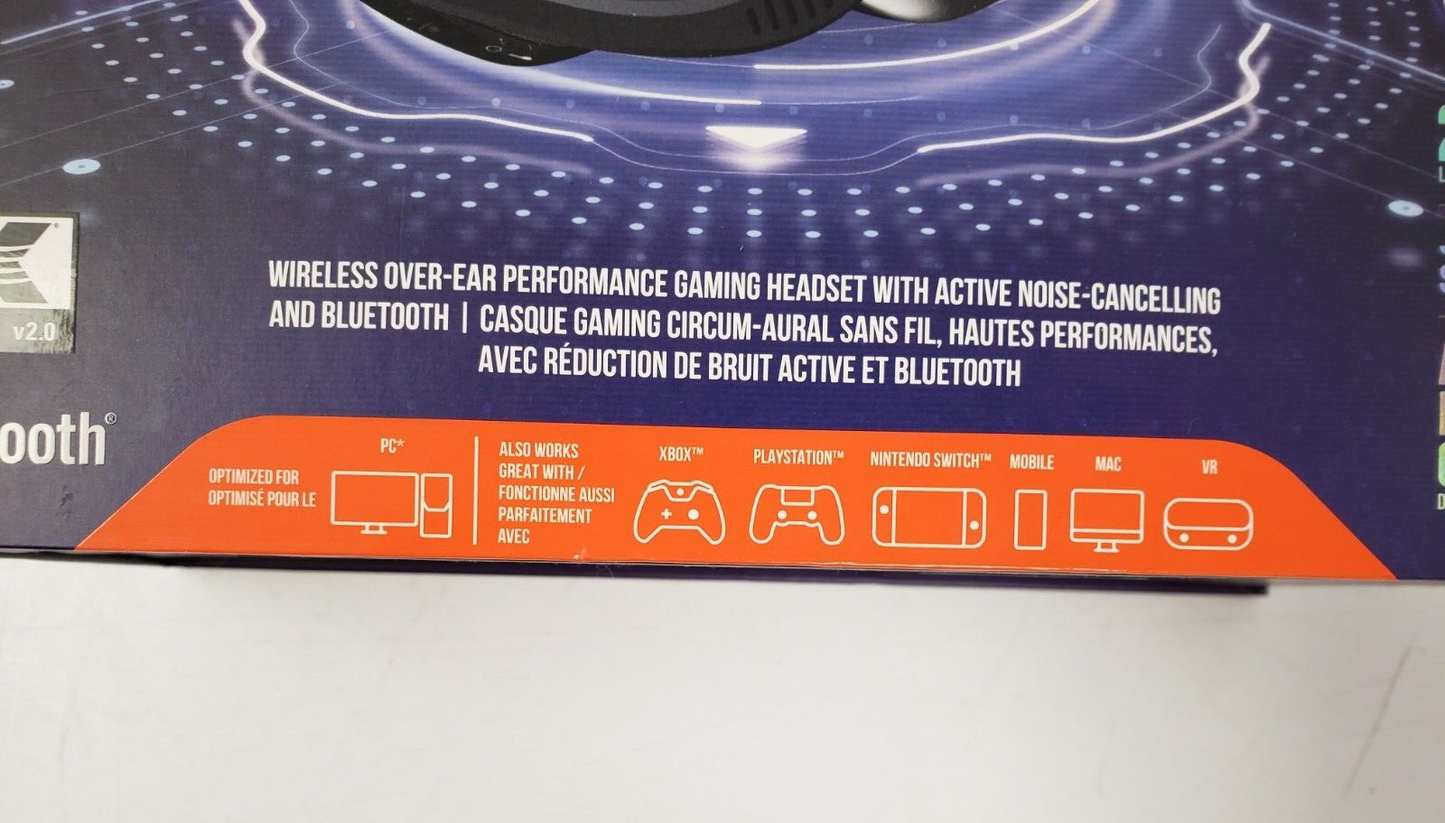 WIRELESS OVER-EAR PERFORMANCE GAMING HEADSET WITH ACTIVE NOISE-CANCELLING
AND BLUETOOTH | CASQUE GAMING CIRCUM-AURAL SANS FIL, HAUTES PERFORMANCES,
AVEC RÉDUCTION DE BRUIT ACTIVE ET BLUETOOTH
v2.0
ooth®
OPTIMIZED FOR
OPTIMISÉ POUR LE
PC*
ALSO WORKS
GREAT WITH /
FONCTIONNE AUSSI
PARFAITEMENT
AVEC
XBOX™
PLAYSTATION™
NINTENDO SWITCH™
MOBILE
MAC
VR